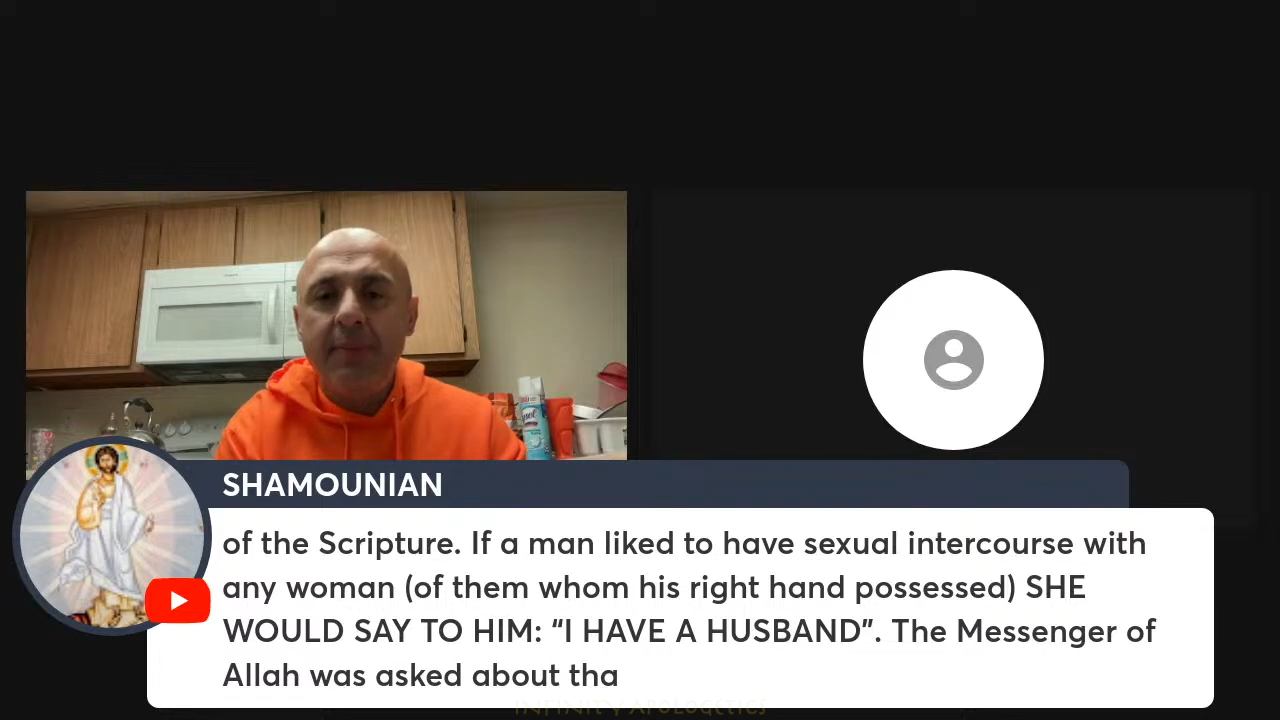 SHAMOUNIAN
of the Scripture. If a man liked to have sexual intercourse with
any woman (of them whom his right hand possessed) SHE
WOULD SAY TO HIM: “I HAVE A HUSBAND”. The Messenger of
Allah was asked about tha